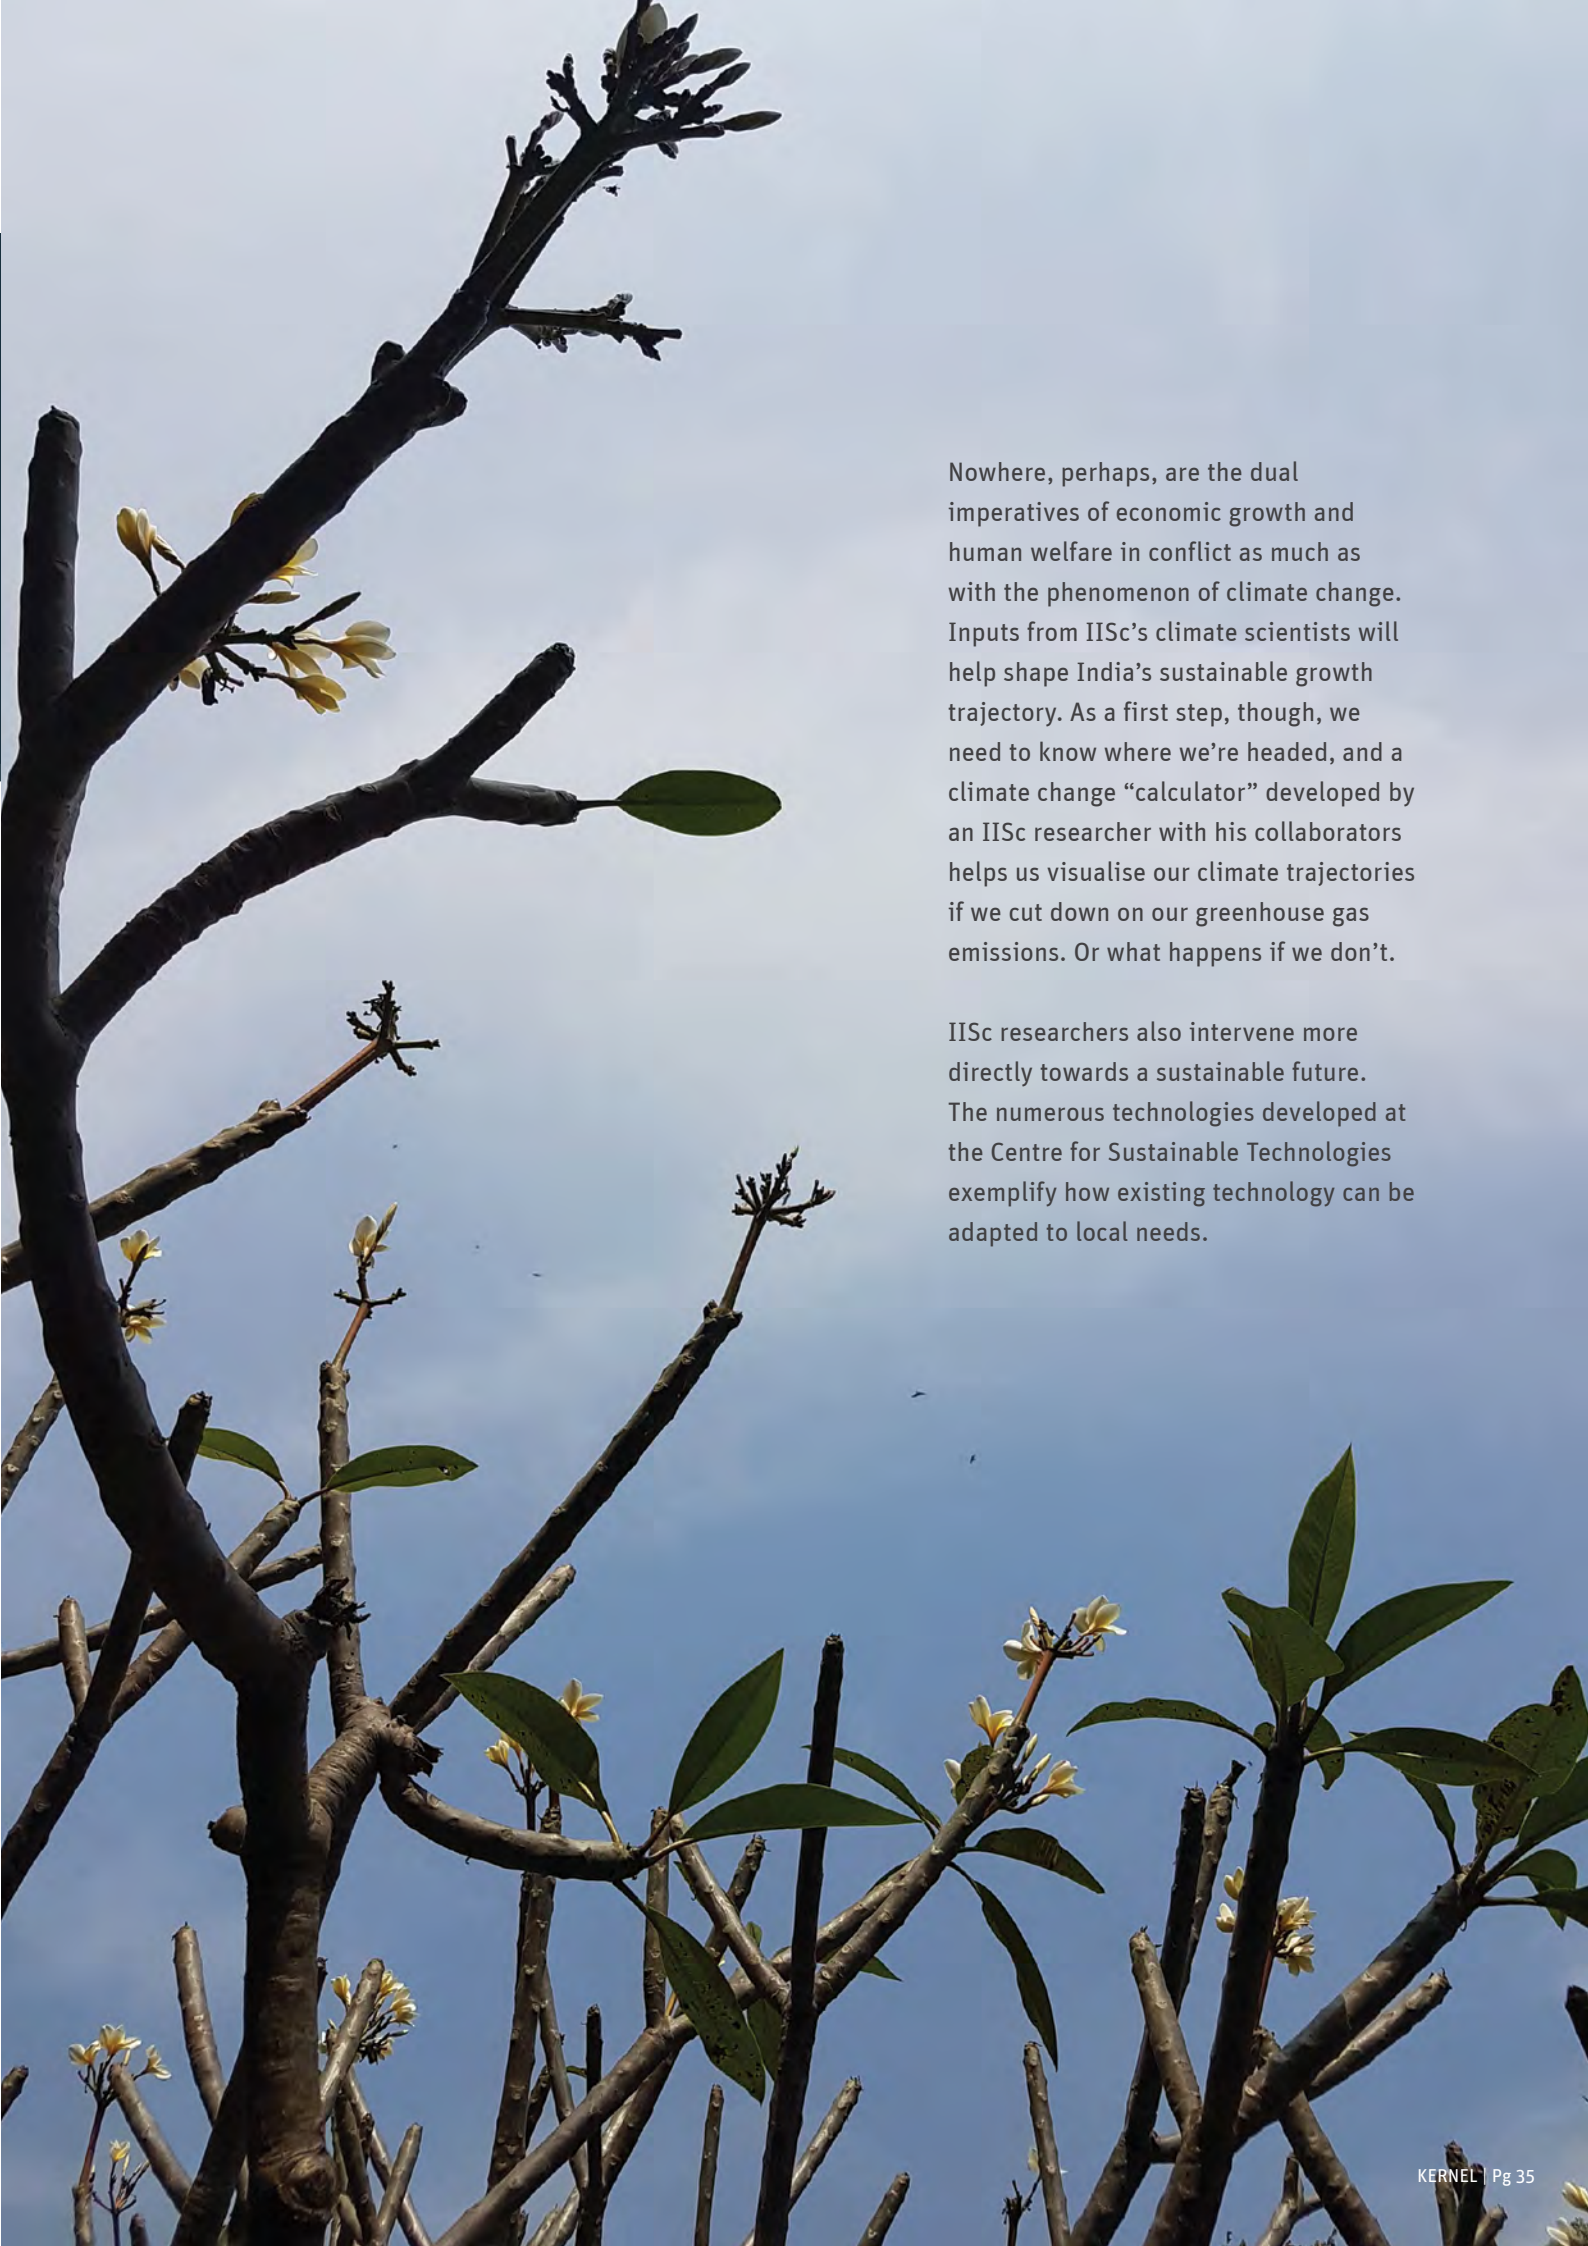 Nowhere, perhaps, are the dual
imperatives of economic growth and
human welfare in conflict as much as
with the phenomenon of climate change.
Inputs from IISc’s climate scientists will
help shape India’s sustainable growth
trajectory. As a first step, though, we
need to know where we’re headed, and a
climate change “calculator” developed by
an IISc researcher with his collaborators
helps us visualise our climate trajectories
if we cut down on our greenhouse gas
emissions. Or what happens if we don’t.
IISc researchers also intervene more
directly towards a sustainable future.
The numerous technologies developed at
the Centre for Sustainable Technologies
exemplify how existing technology can be
adapted to local needs.
KERNEL | Pg 35